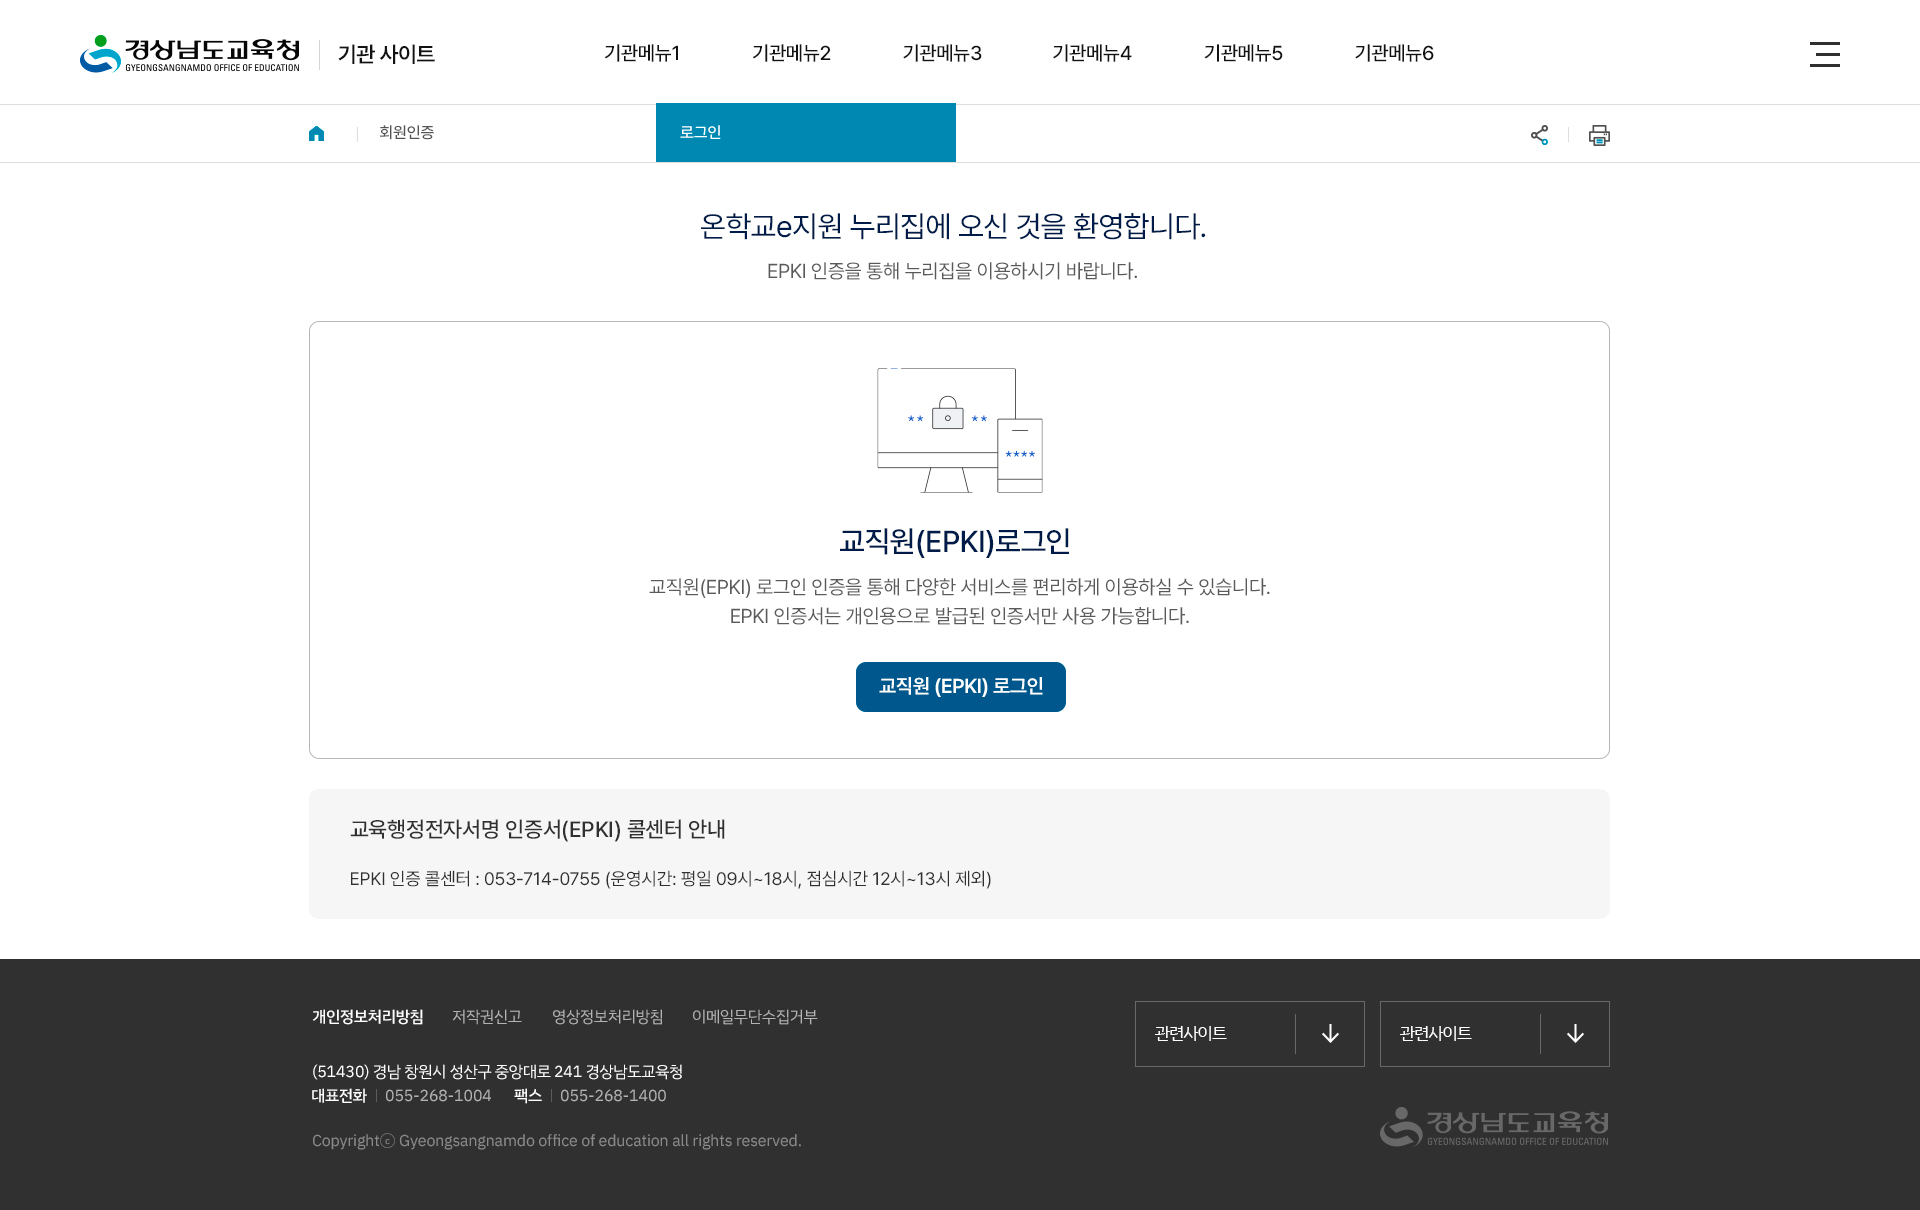 경상남도교육청
GYEONGSANGNAMDO OFFICE OF EDUCATION
기관 사이트
기관메뉴1 기관메뉴2 기관메뉴3 기관메뉴4 기관메뉴5 기관메뉴6
회원인증 로그인
온학교e지원 누리집에 오신 것을 환영합니다.
EPKI 인증을 통해 누리집을 이용하시기 바랍니다.
** **
****
교직원(EPKI)로그인
교직원(EPKI) 로그인 인증을 통해 다양한 서비스를 편리하게 이용하실 수 있습니다.
EPKI 인증서는 개인용으로 발급된 인증서만 사용 가능합니다.
교직원 (EPKI) 로그인
교육행정전자서명 인증서(EPKI) 콜센터 안내
EPKI 인증 콜센터 : 053-714-0755 (운영시간: 평일 09시~18시, 점심시간 12시~13시 제외)
개인정보처리방침 저작권신고 영상정보처리방침 이메일무단수집거부
관련사이트 관련사이트
(51430) 경남 창원시 성산구 중앙대로 241 경상남도교육청
대표전화 055-268-1004 팩스 055-268-1400
Copyrightⓒ Gyeongsangnamdo office of education all rights reserved.
경상남도교육청
GYEONGSANGNAMDO OFFICE OF EDUCATION